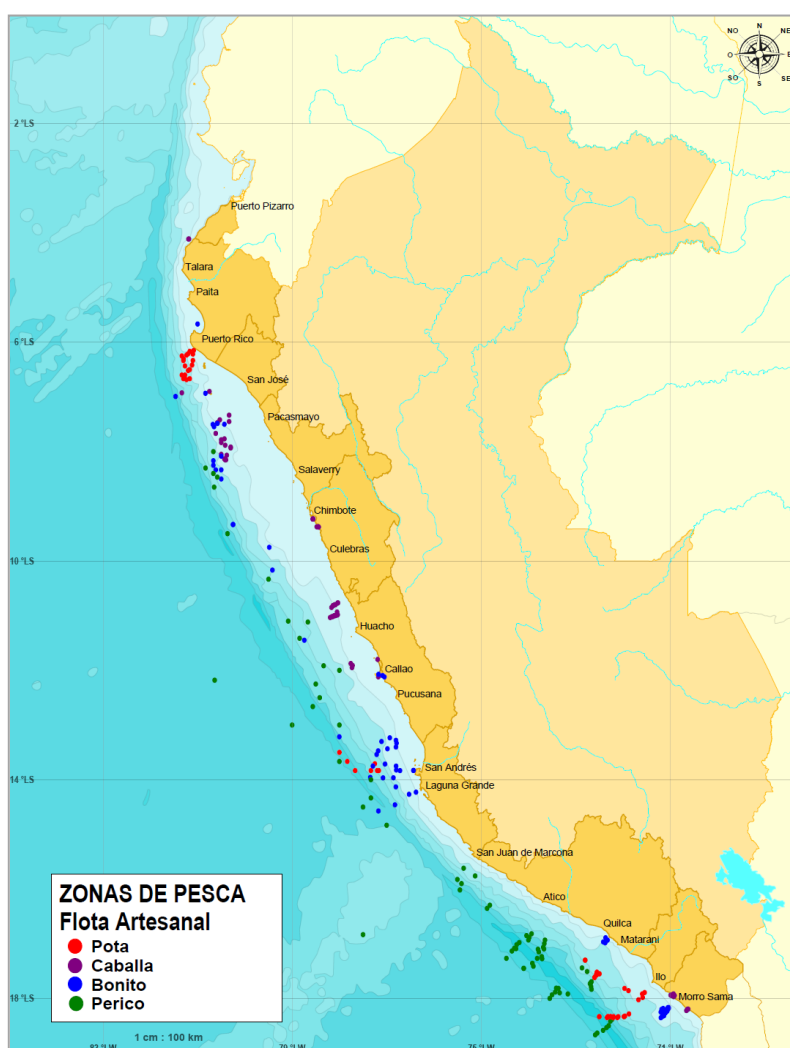 N
NO
NE
O
E
SO
SE
S
2 °LS
Puerto Pizarro
Talara
Paita
6 °LS
Puerto Rico
San José
Pacasmayo
Salaverry
Chimbote
Culebras
10 °LS
Huacho
Callao
Pucusana
14 °LS
San Andrés
Laguna Grande
San Juan de Marcona
Atico
Quilca
Matarani
Ilo
Morro Sama
18 °LS
ZONAS DE PESCA
Flota Artesanal
Pota
Caballa
Bonito
Perico
1 cm : 100 km